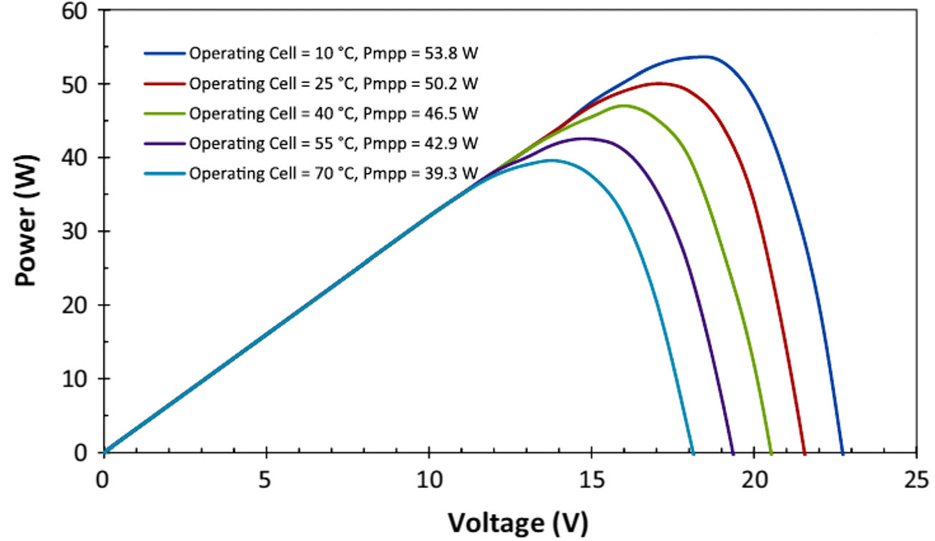 60
50
40
30
20
10
0
Power (W)
Operating Cell = 10 °C, Pmpp = 53.8 W
Operating Cell = 25 °C, Pmpp = 50.2 W
Operating Cell = 40 °C, Pmpp = 46.5 W
Operating Cell = 55 °C, Pmpp = 42.9 W
Operating Cell = 70 °C, Pmpp = 39.3 W
0 5 10 15 20 25
Voltage (V)